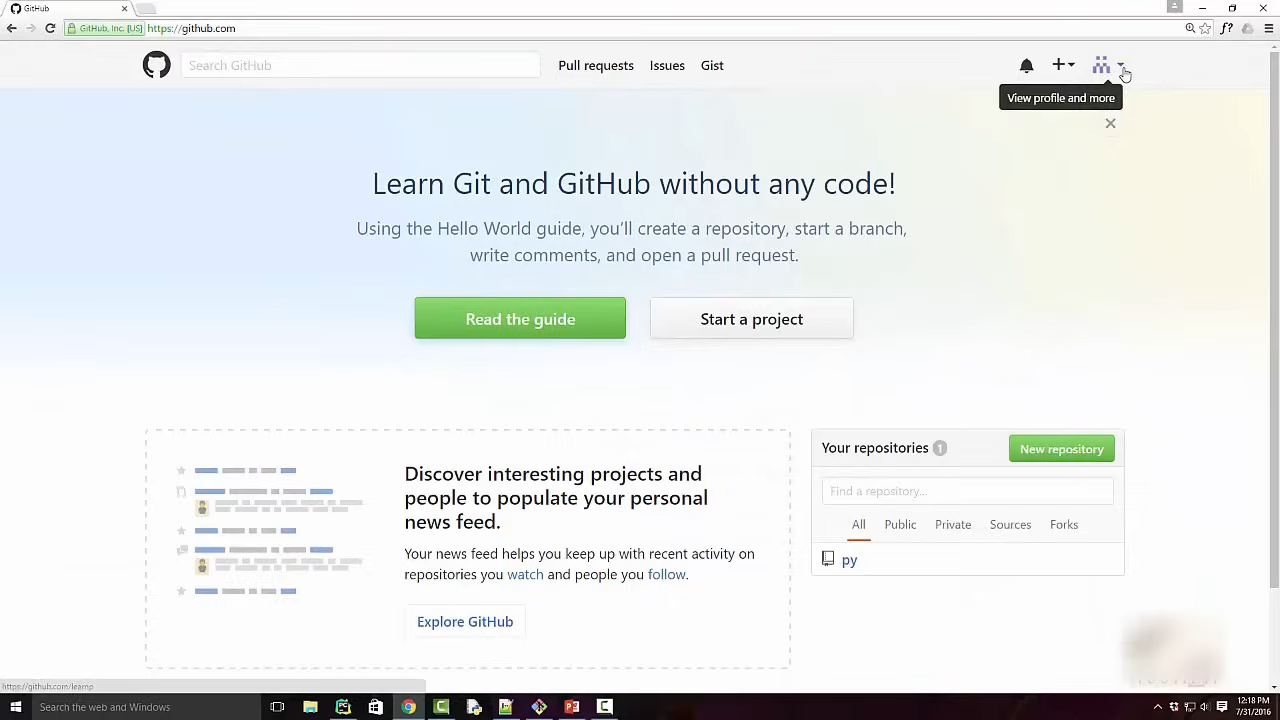 GitHub
GitHub, Inc. [US] https://github.com
f?
Search GitHub
Pull requests Issues Gist
View profile and more
Learn Git and GitHub without any code!
Using the Hello World guide, you'll create a repository, start a branch,
write comments, and open a pull request.
Read the guide
Start a project
Discover interesting projects and
people to populate your personal
news feed.
Your news feed helps you keep up with recent activity on
repositories you watch and people you follow.
Explore GitHub
Your repositories 1
New repository
Find a repository...
All Public Private Sources Forks
py
https://github.com/learnp
Search the web and Windows
12:18 PM
7/31/2016